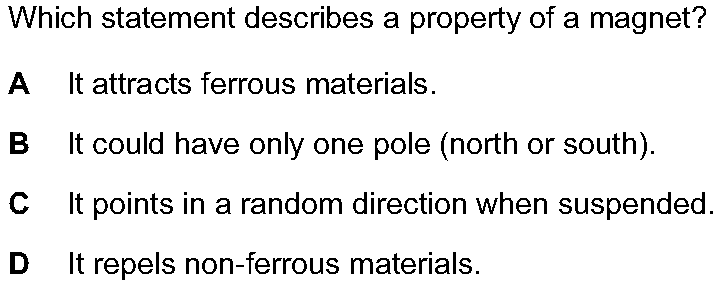 Which statement describes a property of a magnet?
A It attracts ferrous materials.
B It could have only one pole (north or south).
C It points in a random direction when suspended.
D It repels non-ferrous materials.